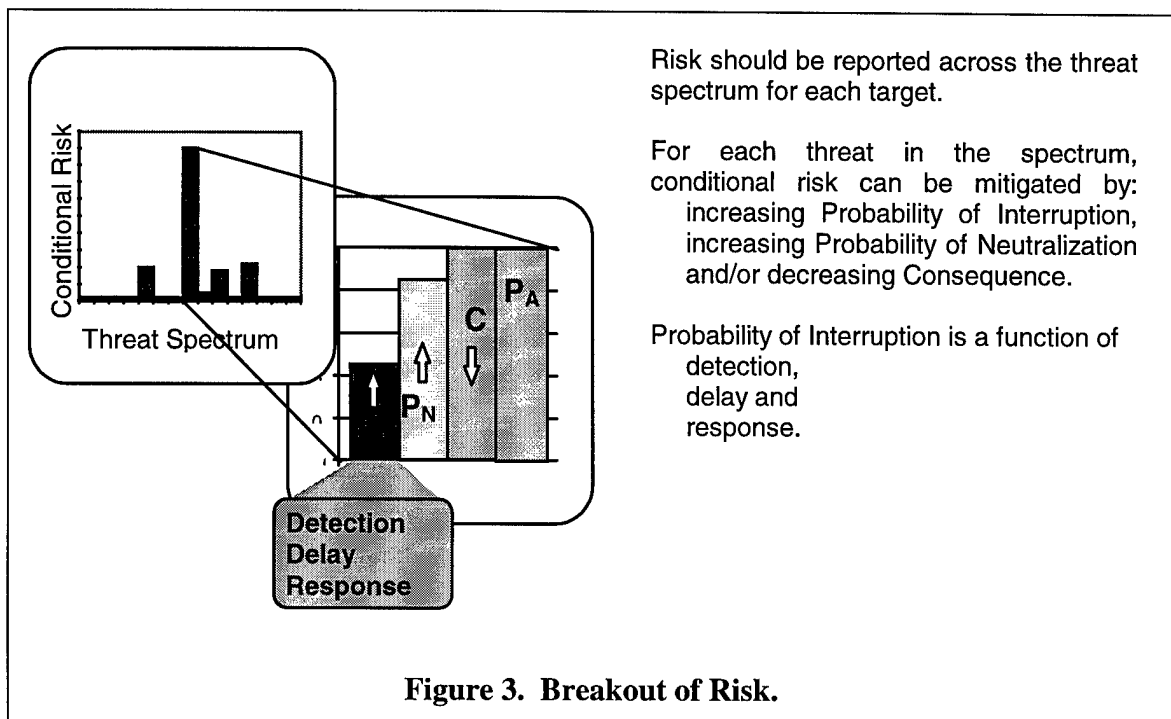 Conditional Risk
Threat Spectrum
P_N
C
P_A
Detection
Delay
Response
Risk should be reported across the threat
spectrum for each target.
For each threat in the spectrum,
conditional risk can be mitigated by:
increasing Probability of Interruption,
increasing Probability of Neutralization
and/or decreasing Consequence.
Probability of Interruption is a function of
detection,
delay and
response.
Figure 3. Breakout of Risk.